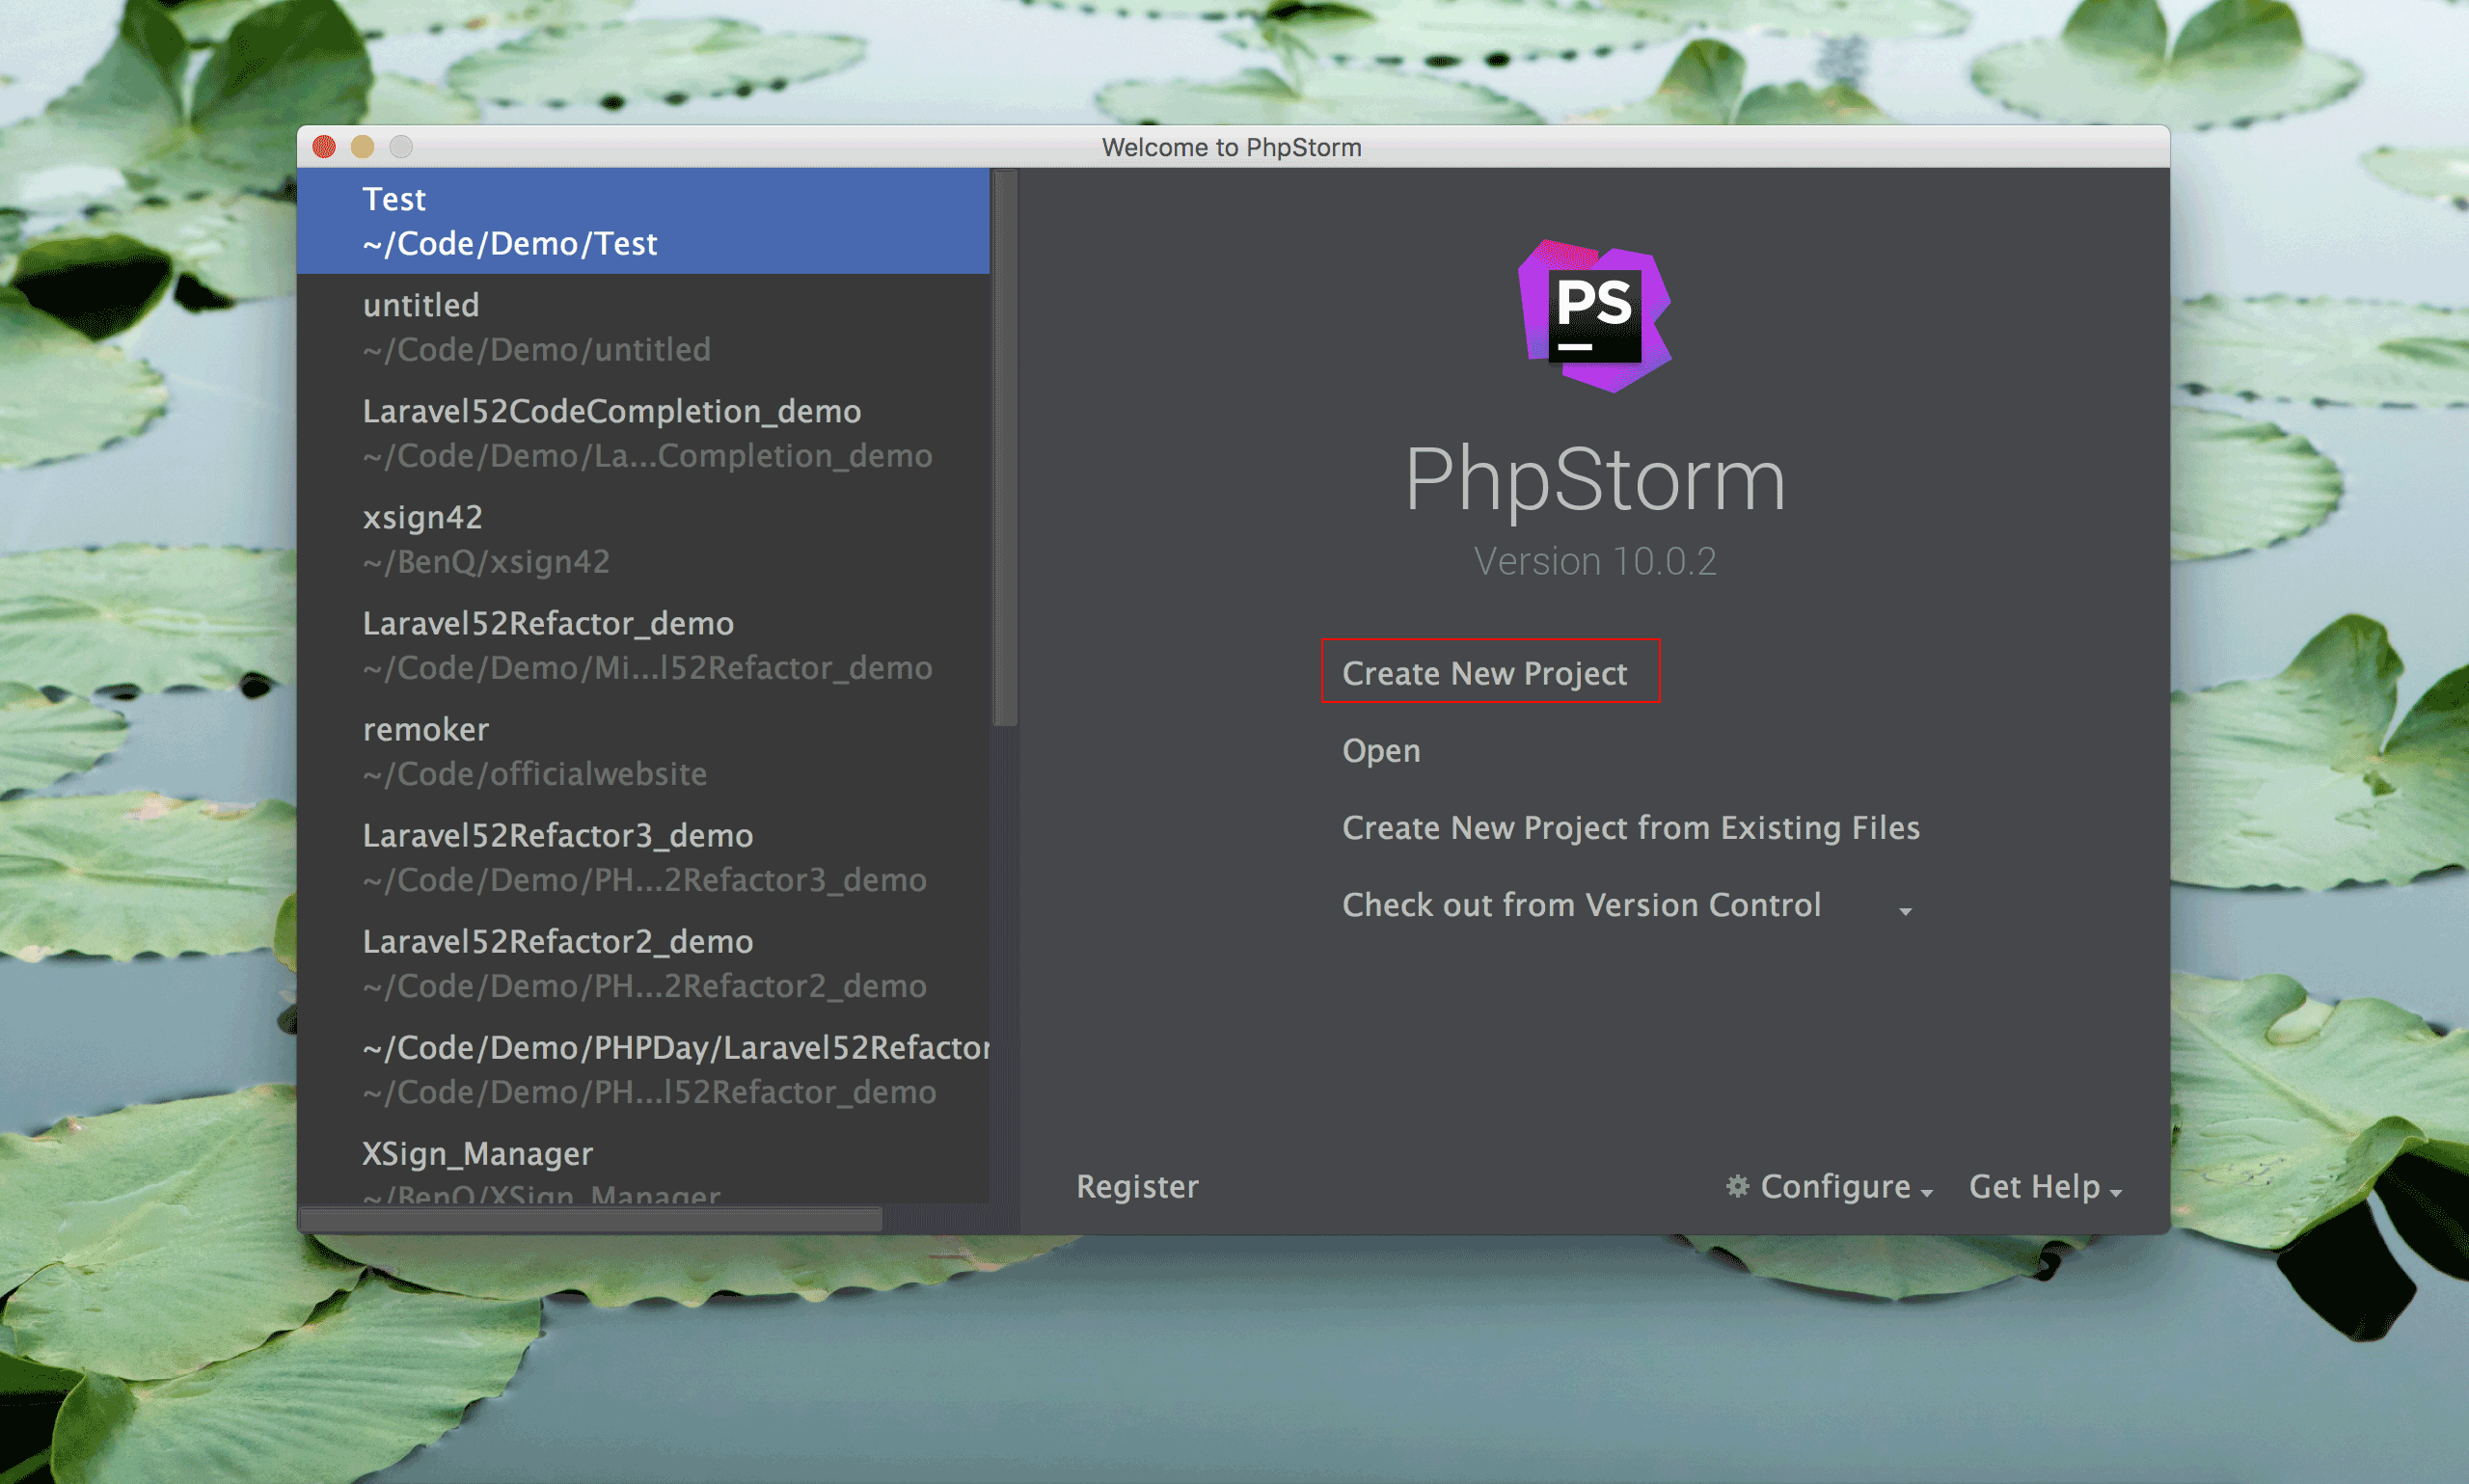 Welcome to PhpStorm
Test
~/Code/Demo/Test
untitled
~/Code/Demo/untitled
Laravel52CodeCompletion_demo
~/Code/Demo/La...Completion_demo
xsign42
~/BenQ/xsign42
Laravel52Refactor_demo
~/Code/Demo/Mi...l52Refactor_demo
remoker
~/Code/officialwebsite
Laravel52Refactor3_demo
~/Code/Demo/PH...2Refactor3_demo
Laravel52Refactor2_demo
~/Code/Demo/PH...2Refactor2_demo
~/Code/Demo/PHPDay/Laravel52Refactor
~/Code/Demo/PH...l52Refactor_demo
XSign_Manager
~/BenQ/XSign_Manager
PS
PhpStorm
Version 10.0.2
Create New Project
Open
Create New Project from Existing Files
Check out from Version Control
Register
Configure
Get Help